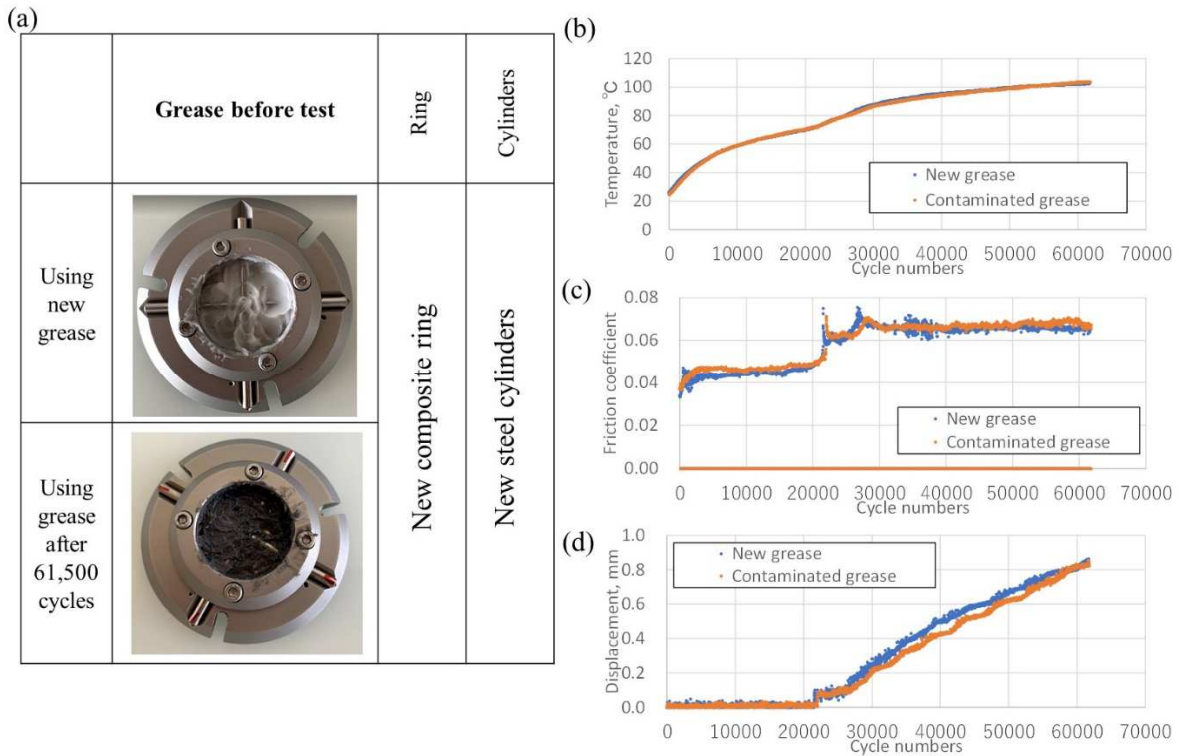 (a)
Grease before test
Ring
Cylinders
Using
new
grease
Using
grease
after
61,500
cycles
New composite ring
New steel cylinders
(b)
120
100
80
60
40
20
0
Temperature, °C
New grease
Contaminated grease
0 10000 20000 30000 40000 50000 60000 70000
Cycle numbers
(c)
0.08
0.06
0.04
0.02
0.00
Friction coefficient
New grease
Contaminated grease
0 10000 20000 30000 40000 50000 60000 70000
Cycle numbers
(d)
1.0
0.8
0.6
0.4
0.2
0.0
Displacement, mm
New grease
Contaminated grease
0 10000 20000 30000 40000 50000 60000 70000
Cycle numbers